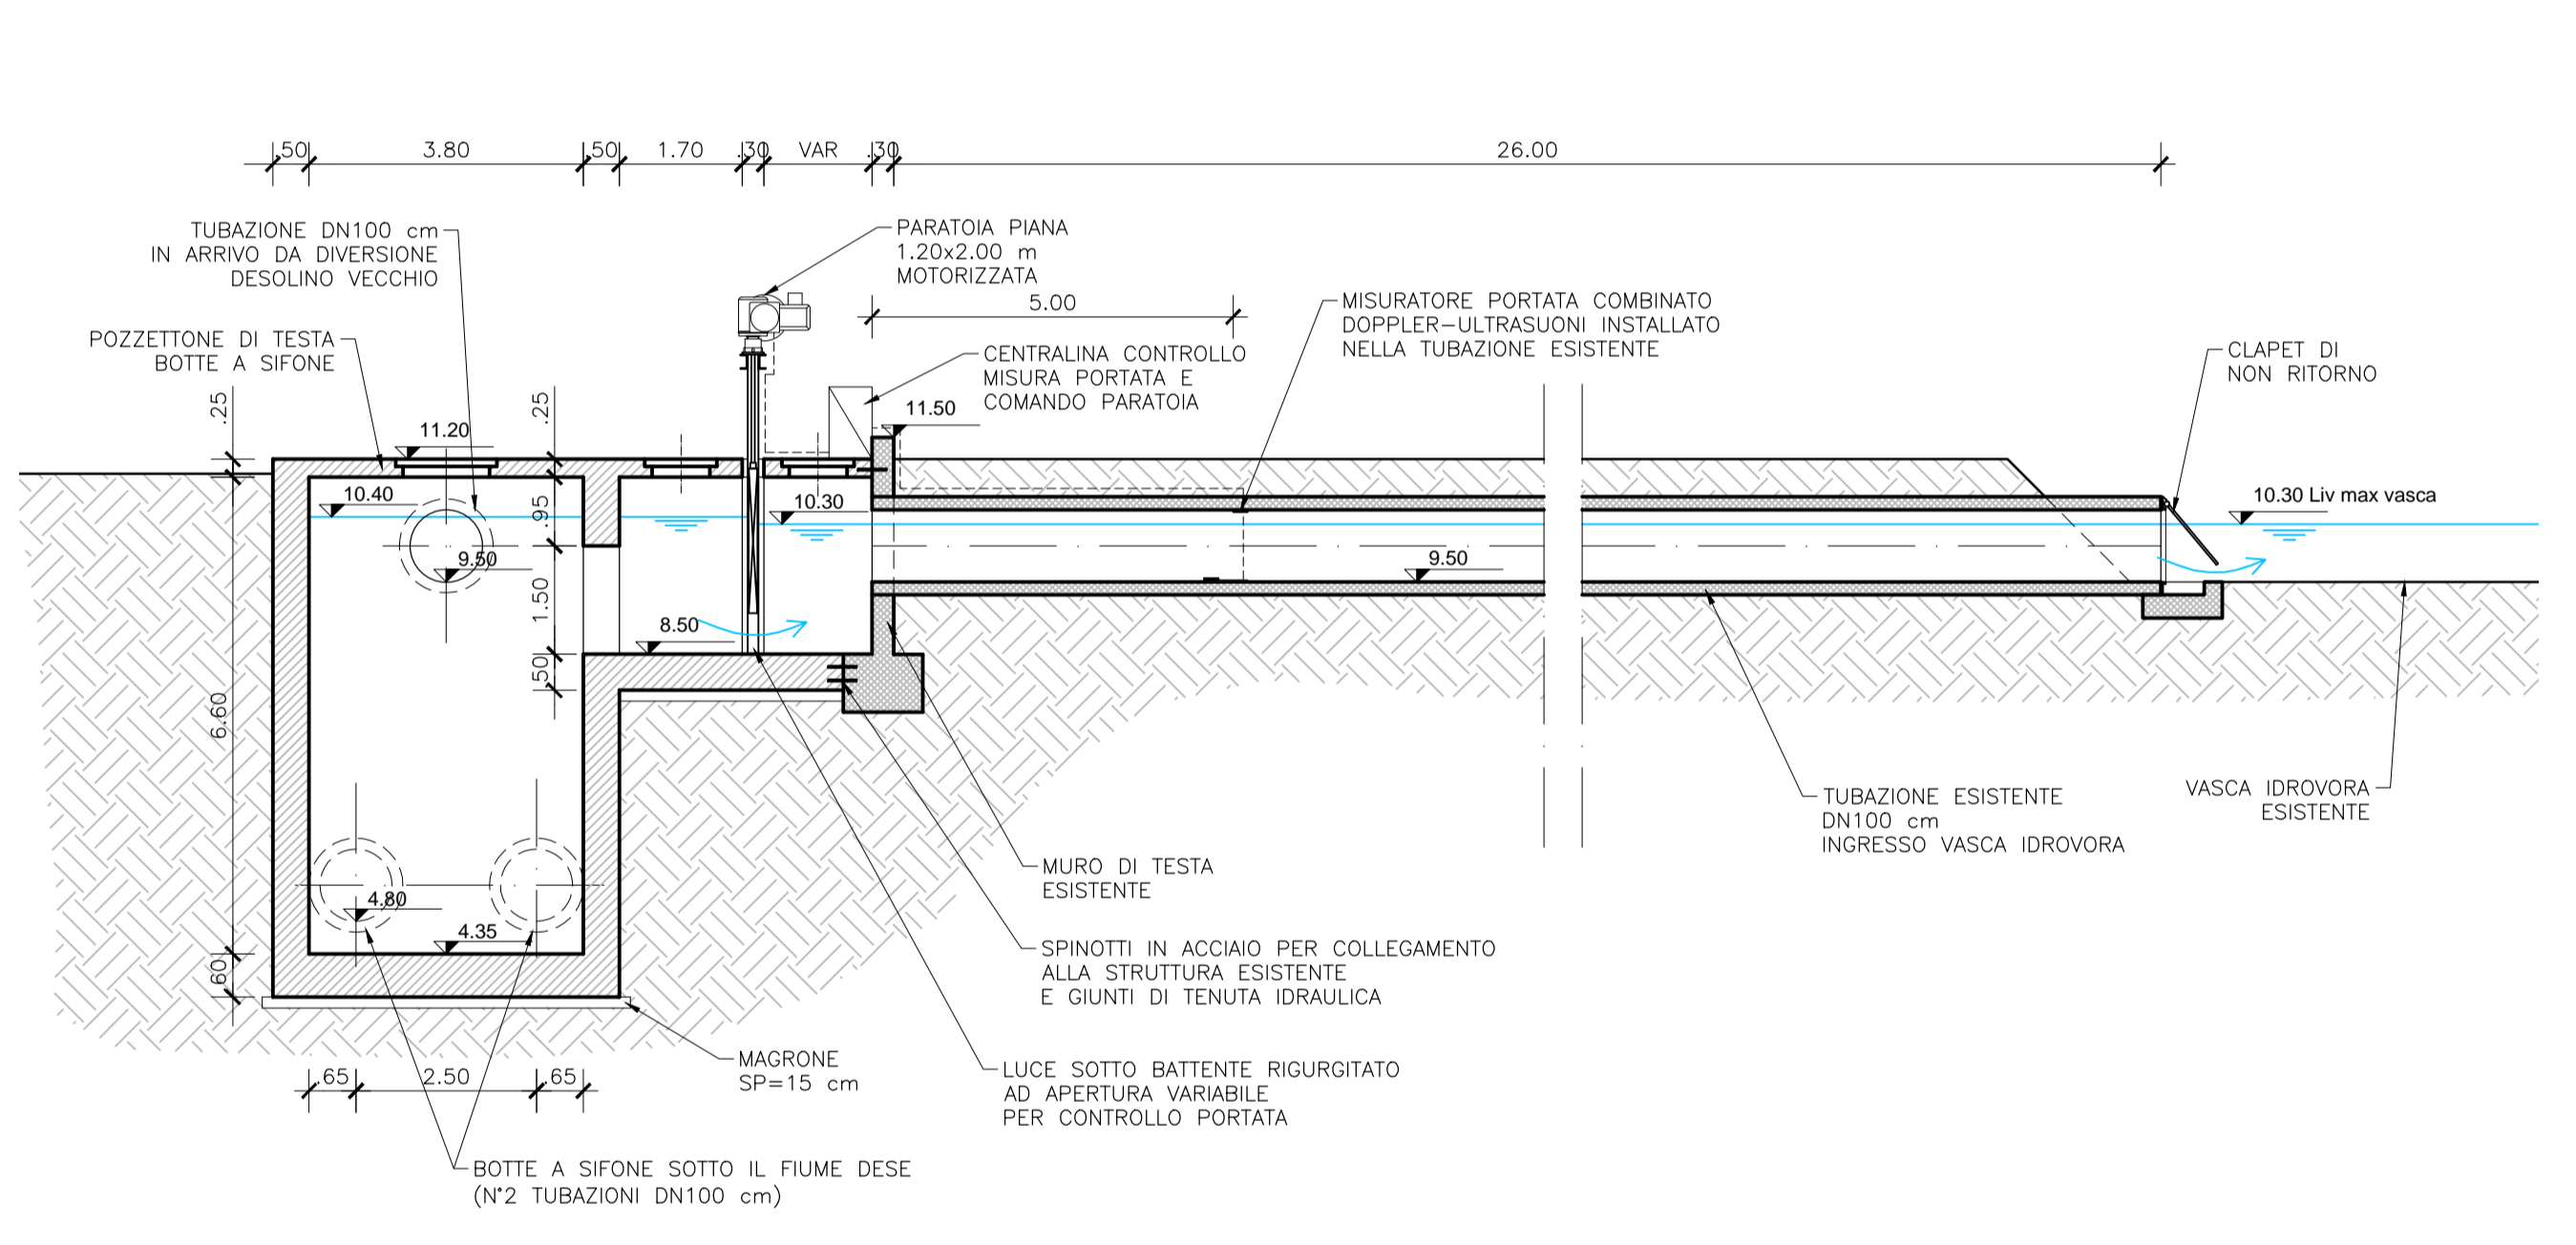 .50
3.80
.50
1.70
.30
VAR
.30
26.00
TUBAZIONE DN100 cm
IN ARRIVO DA DIVERSIONE
DESOLINO VECCHIO
POZZETTONE DI TESTA
BOTTE A SIFONE
PARATOIA PIANA
1.20x2.00 m
MOTORIZZATA
5.00
CENTRALINA CONTROLLO
MISURA PORTATA E
COMANDO PARATOIA
MISURATORE PORTATA COMBINATO
DOPPLER-ULTRASUONI INSTALLATO
NELLA TUBAZIONE ESISTENTE
CLAPET DI
NON RITORNO
.25
.25
11.20
11.50
10.40
.95
10.30
10.30 Liv max vasca
9.50
9.50
1.50
8.50
.50
6.60
4.80
4.35
.60
.65
2.50
.65
MAGRONE
SP=15 cm
BOTTE A SIFONE SOTTO IL FIUME DESE
(N°2 TUBAZIONI DN100 cm)
LUCE SOTTO BATTENTE RIGURGITATO
AD APERTURA VARIABILE
PER CONTROLLO PORTATA
SPINOTTI IN ACCIAIO PER COLLEGAMENTO
ALLA STRUTTURA ESISTENTE
E GIUNTI DI TENUTA IDRAULICA
MURO DI TESTA
ESISTENTE
TUBAZIONE ESISTENTE
DN100 cm
INGRESSO VASCA IDROVORA
VASCA IDROVORA
ESISTENTE